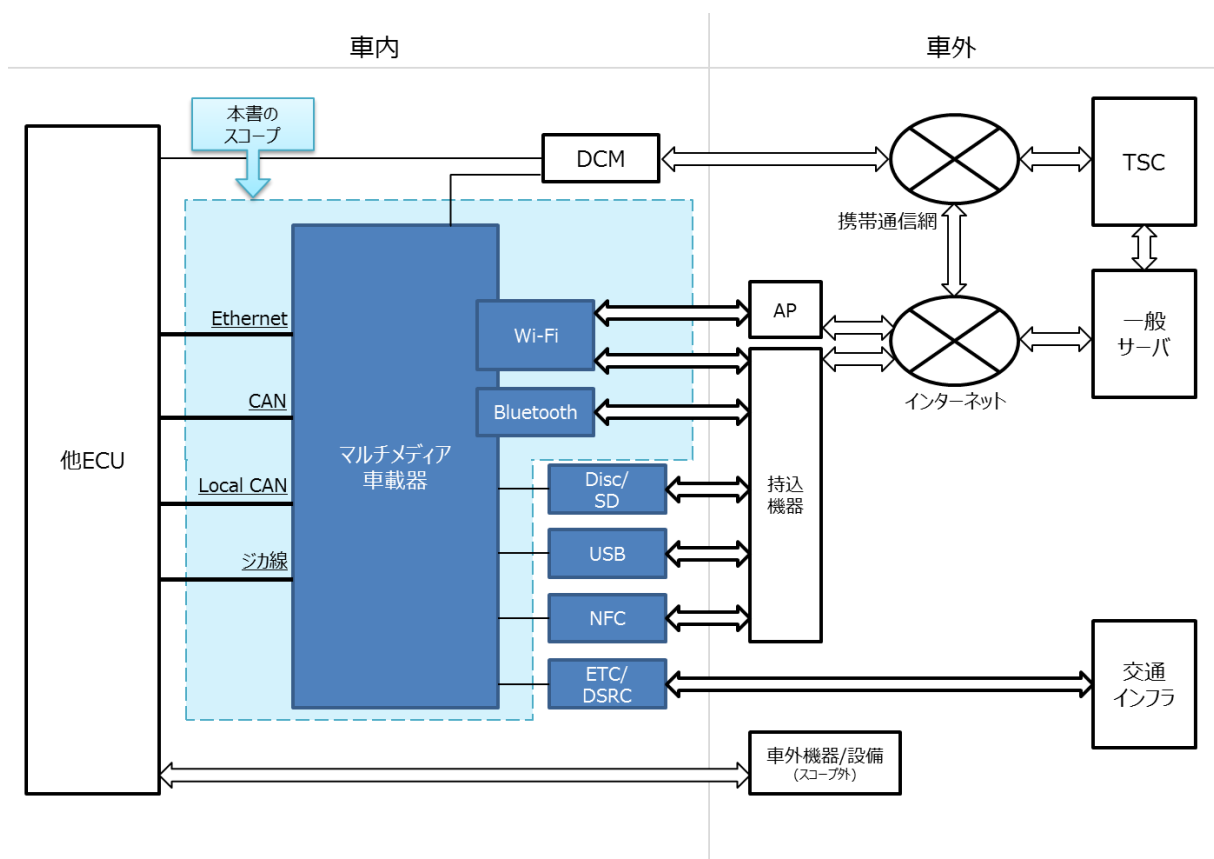 車内
車外
本書の
スコープ
DCM
TSC
携帯通信網
Ethernet
Wi-Fi
AP
一般
サーバ
CAN
Bluetooth
インターネット
他ECU
マルチメディア
車載器
Local CAN
Disc/
SD
持込
機器
ジカ線
USB
NFC
ETC/
DSRC
交通
インフラ
車外機器/設備
(スコープ外)